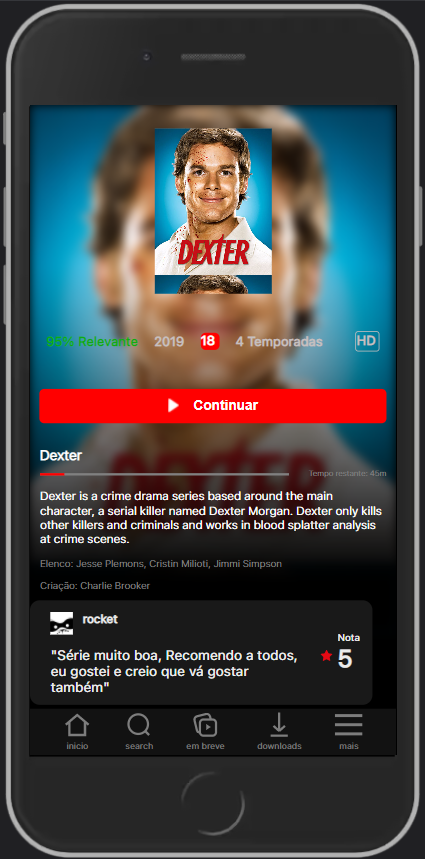 DEXTER
95% Relevante 2019 18 4 Temporadas HD
Continuar
Dexter
Tempo restante: 45m
Dexter is a crime drama series based around the main
character, a serial killer named Dexter Morgan. Dexter only kills
other killers and criminals and works in blood splatter analysis
at crime scenes.
Elenco: Jesse Plemons, Cristin Milioti, Jimmi Simpson
Criação: Charlie Brooker
rocket
Nota
"Série muito boa, Recomendo a todos,
eu gostei e creio que vá gostar
também"
5
inicio search em breve downloads mais